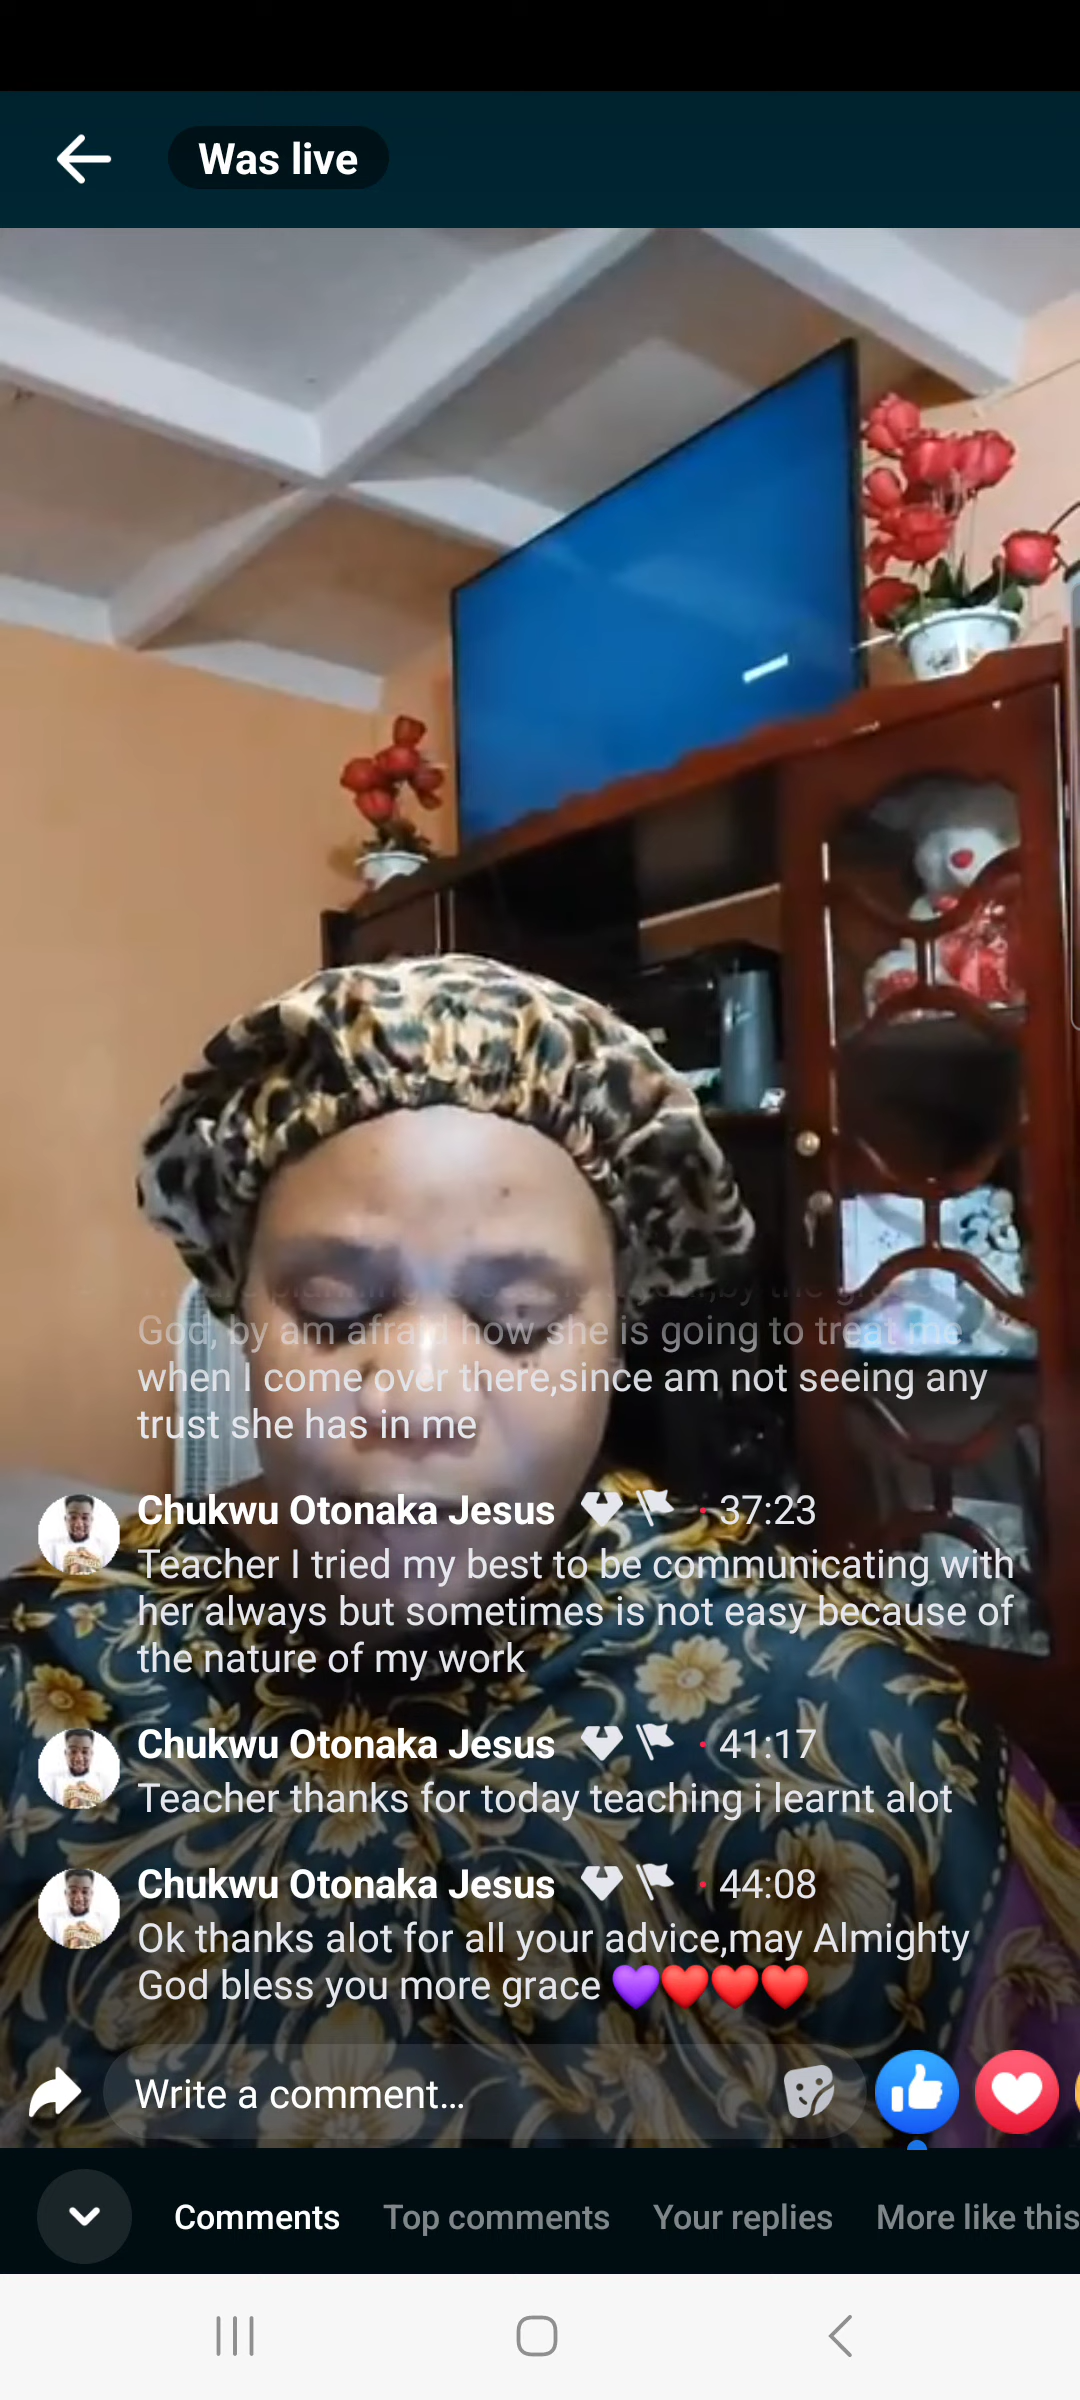 Was live
God, by am afraid how she is going to treat me
when I come over there,since am not seeing any
trust she has in me
Chukwu Otonaka Jesus · 37:23
Teacher I tried my best to be communicating with
her always but sometimes is not easy because of
the nature of my work
Chukwu Otonaka Jesus · 41:17
Teacher thanks for today teaching i learnt alot
Chukwu Otonaka Jesus · 44:08
Ok thanks alot for all your advice,may Almighty
God bless you more grace 💜❤️❤️❤️
Write a comment...
Comments Top comments Your replies More like this